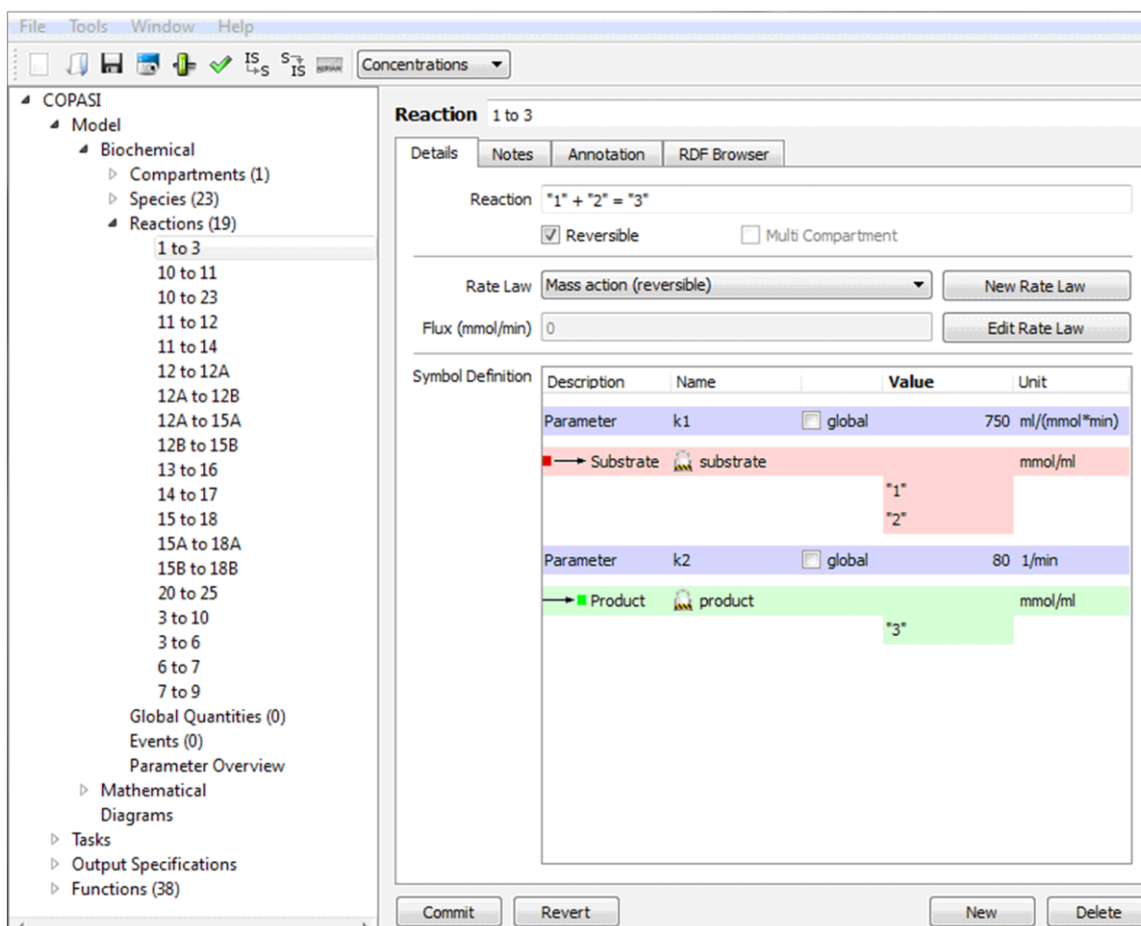 File Tools Window Help
IS S S IS Concentrations
COPASI
Model
Biochemical
Compartments (1)
Species (23)
Reactions (19)
1 to 3
10 to 11
10 to 23
11 to 12
11 to 14
12 to 12A
12A to 12B
12A to 15A
12B to 15B
13 to 16
14 to 17
15 to 18
15A to 18A
15B to 18B
20 to 25
3 to 10
3 to 6
6 to 7
7 to 9
Global Quantities (0)
Events (0)
Parameter Overview
Mathematical
Diagrams
Tasks
Output Specifications
Functions (38)
Reaction 1 to 3
Details Notes Annotation RDF Browser
Reaction "1" + "2" = "3"
Reversible Multi Compartment
Rate Law Mass action (reversible) New Rate Law
Flux (mmol/min) 0 Edit Rate Law
Symbol Definition Description Name Value Unit
Parameter k1 global 750 ml/(mmol*min)
Substrate substrate mmol/ml
"1"
"2"
Parameter k2 global 80 1/min
Product product mmol/ml
"3"
Commit Revert New Delete